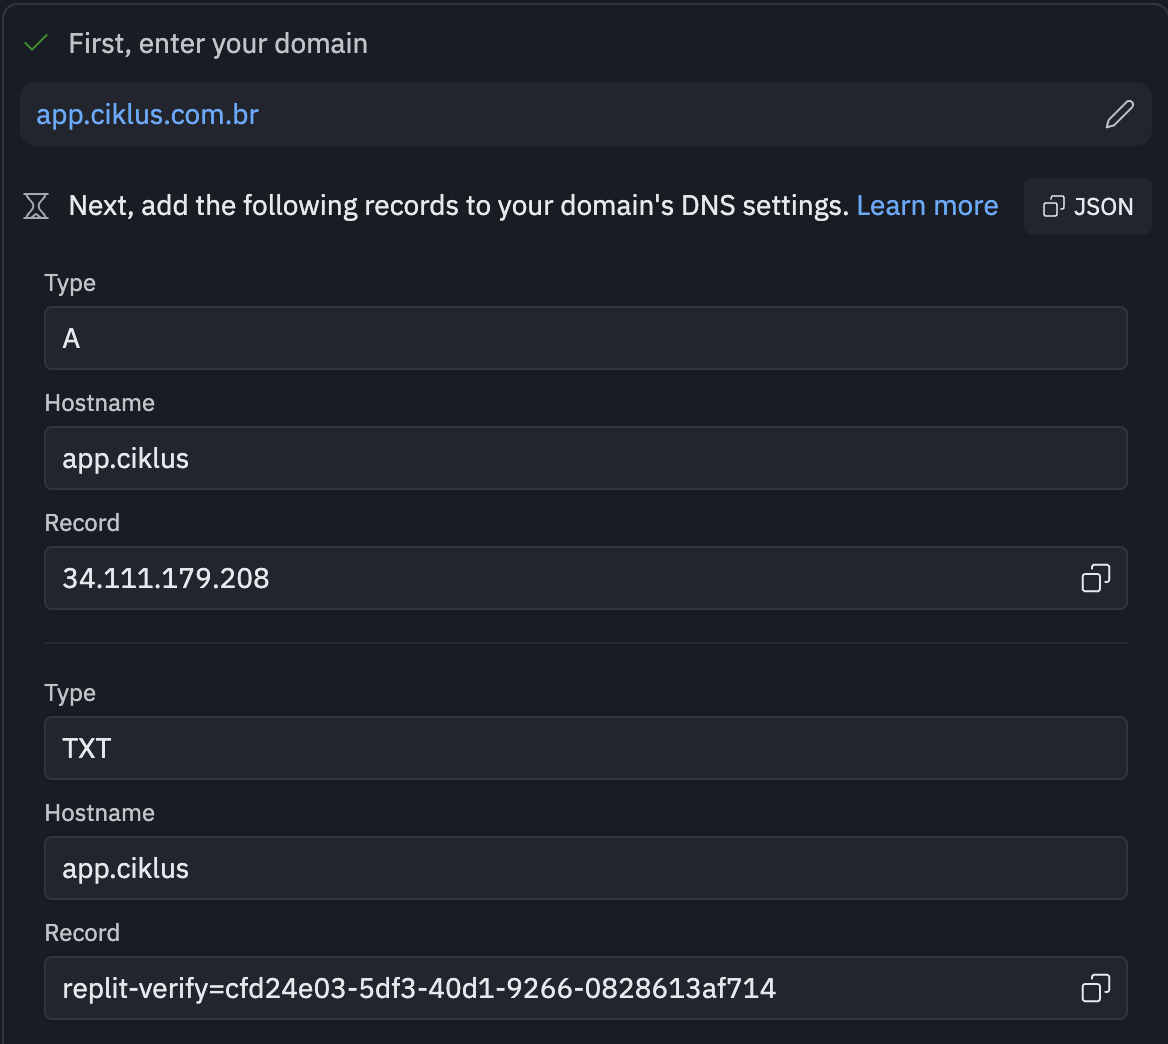 First, enter your domain
app.ciklus.com.br
Next, add the following records to your domain's DNS settings. Learn more JSON
Type
A
Hostname
app.ciklus
Record
34.111.179.208
Type
TXT
Hostname
app.ciklus
Record
replit-verify=cfd24e03-5df3-40d1-9266-0828613af714